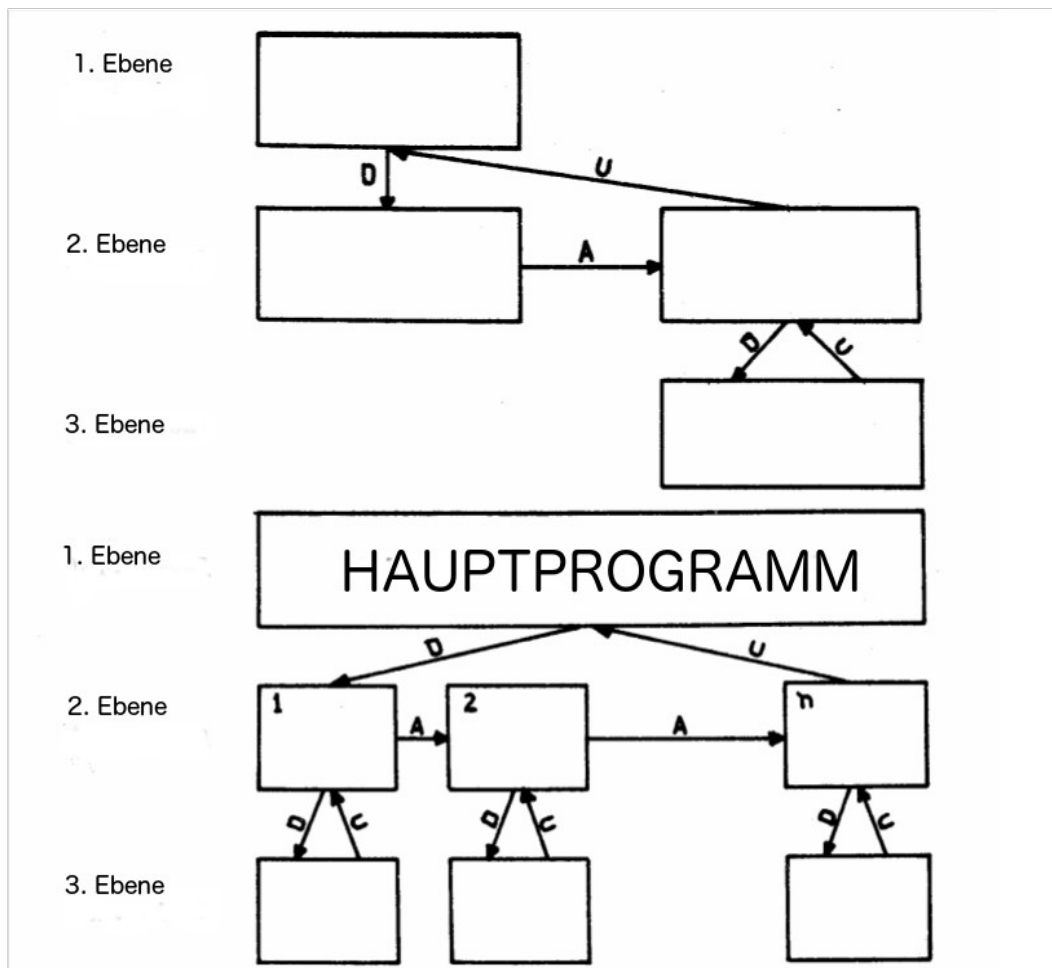 1. Ebene
D
U
2. Ebene
A
D
U
3. Ebene
1. Ebene
HAUPTPROGRAMM
D
U
2. Ebene
1
2
n
A
A
D
U
D
U
D
U
3. Ebene